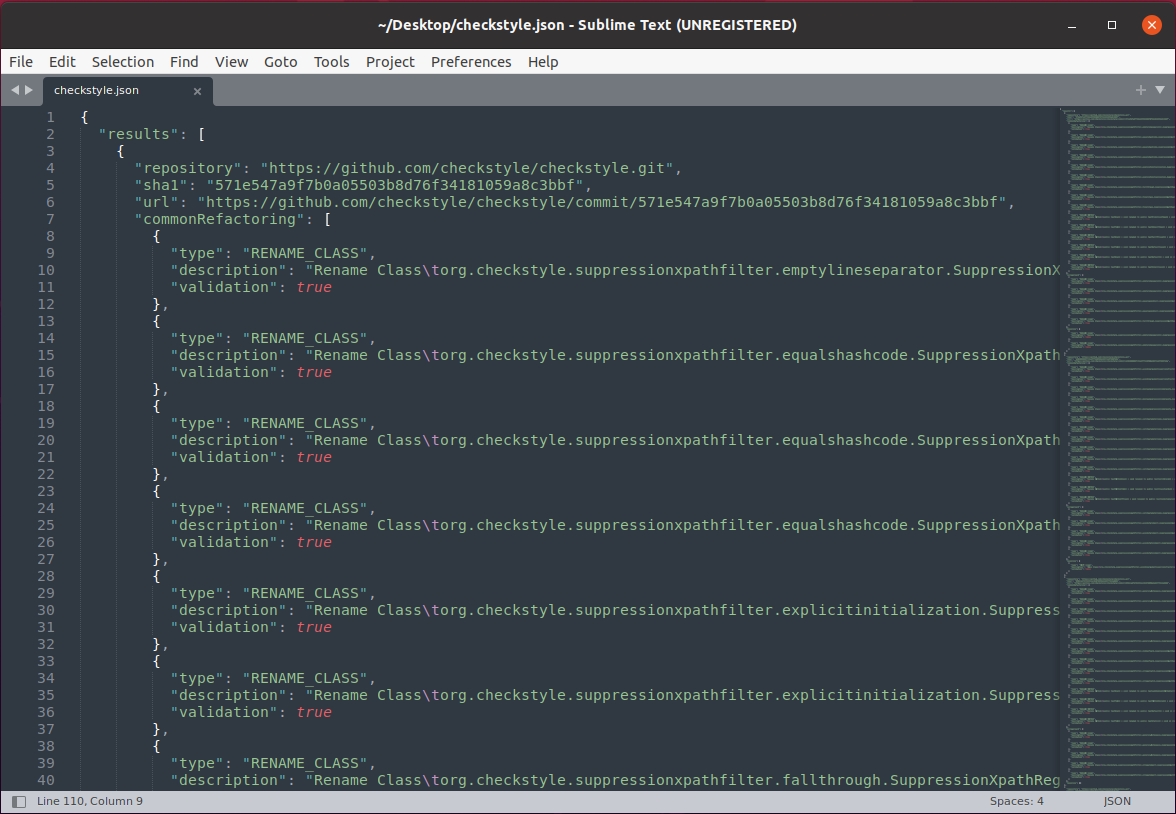 ~/Desktop/checkstyle.json - Sublime Text (UNREGISTERED)
File Edit Selection Find View Goto Tools Project Preferences Help
checkstyle.json
1 {
2 "results": [
3 {
4 "repository": "https://github.com/checkstyle/checkstyle.git",
5 "sha1": "571e547a9f7b0a05503b8d76f34181059a8c3bbf",
6 "url": "https://github.com/checkstyle/checkstyle/commit/571e547a9f7b0a05503b8d76f34181059a8c3bbf",
7 "commonRefactoring": [
8 {
9 "type": "RENAME_CLASS",
10 "description": "Rename Class\torg.checkstyle.suppressionxpathfilter.emptylineseparator.SuppressionX
11 "validation": true
12 },
13 {
14 "type": "RENAME_CLASS",
15 "description": "Rename Class\torg.checkstyle.suppressionxpathfilter.equalshashcode.SuppressionXpath
16 "validation": true
17 },
18 {
19 "type": "RENAME_CLASS",
20 "description": "Rename Class\torg.checkstyle.suppressionxpathfilter.equalshashcode.SuppressionXpath
21 "validation": true
22 },
23 {
24 "type": "RENAME_CLASS",
25 "description": "Rename Class\torg.checkstyle.suppressionxpathfilter.equalshashcode.SuppressionXpath
26 "validation": true
27 },
28 {
29 "type": "RENAME_CLASS",
30 "description": "Rename Class\torg.checkstyle.suppressionxpathfilter.explicitinitialization.Suppress
31 "validation": true
32 },
33 {
34 "type": "RENAME_CLASS",
35 "description": "Rename Class\torg.checkstyle.suppressionxpathfilter.explicitinitialization.Suppress
36 "validation": true
37 },
38 {
39 "type": "RENAME_CLASS",
40 "description": "Rename Class\torg.checkstyle.suppressionxpathfilter.fallthrough.SuppressionXpathReg
Line 110, Column 9 Spaces: 4 JSON